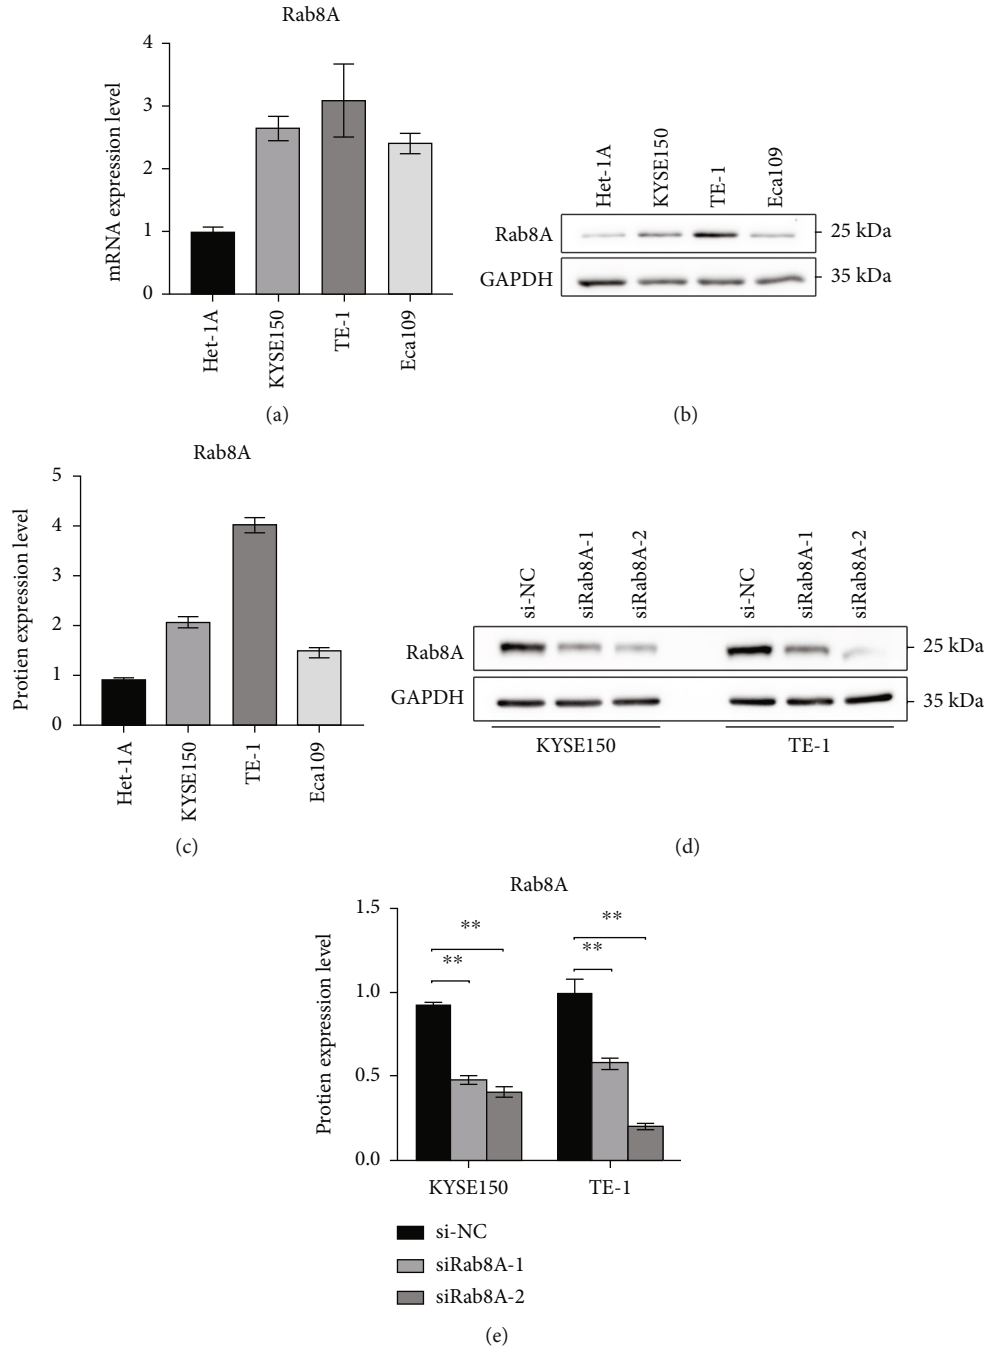 Rab8A
4
3
2
1
0
mRNA expression level
Het-1A
KYSE150
TE-1
Eca109
(a)
Het-1A
KYSE150
TE-1
Eca109
Rab8A
25 kDa
GAPDH
35 kDa
(b)
Rab8A
5
4
3
2
1
0
Protien expression level
Het-1A
KYSE150
TE-1
Eca109
(c)
si-NC
siRab8A-1
siRab8A-2
si-NC
siRab8A-1
siRab8A-2
Rab8A
25 kDa
GAPDH
35 kDa
KYSE150
TE-1
(d)
Rab8A
1.5
1.0
0.5
0.0
Protien expression level
**
**
**
**
KYSE150
TE-1
si-NC
siRab8A-1
siRab8A-2
(e)